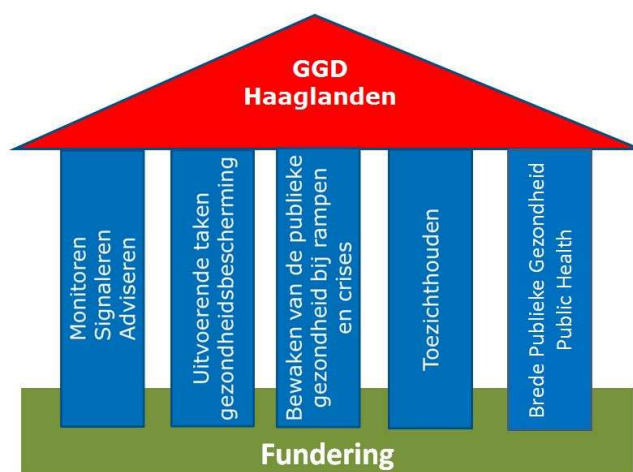 GGD
Haaglanden
Monitoren
Signaleren
Adviseren
Uitvoerende taken
gezondheidsbescherming
Bewaken van de publieke
gezondheid bij rampen
en crises
Toezichthouden
Brede Publieke Gezondheid
Public Health
Fundering